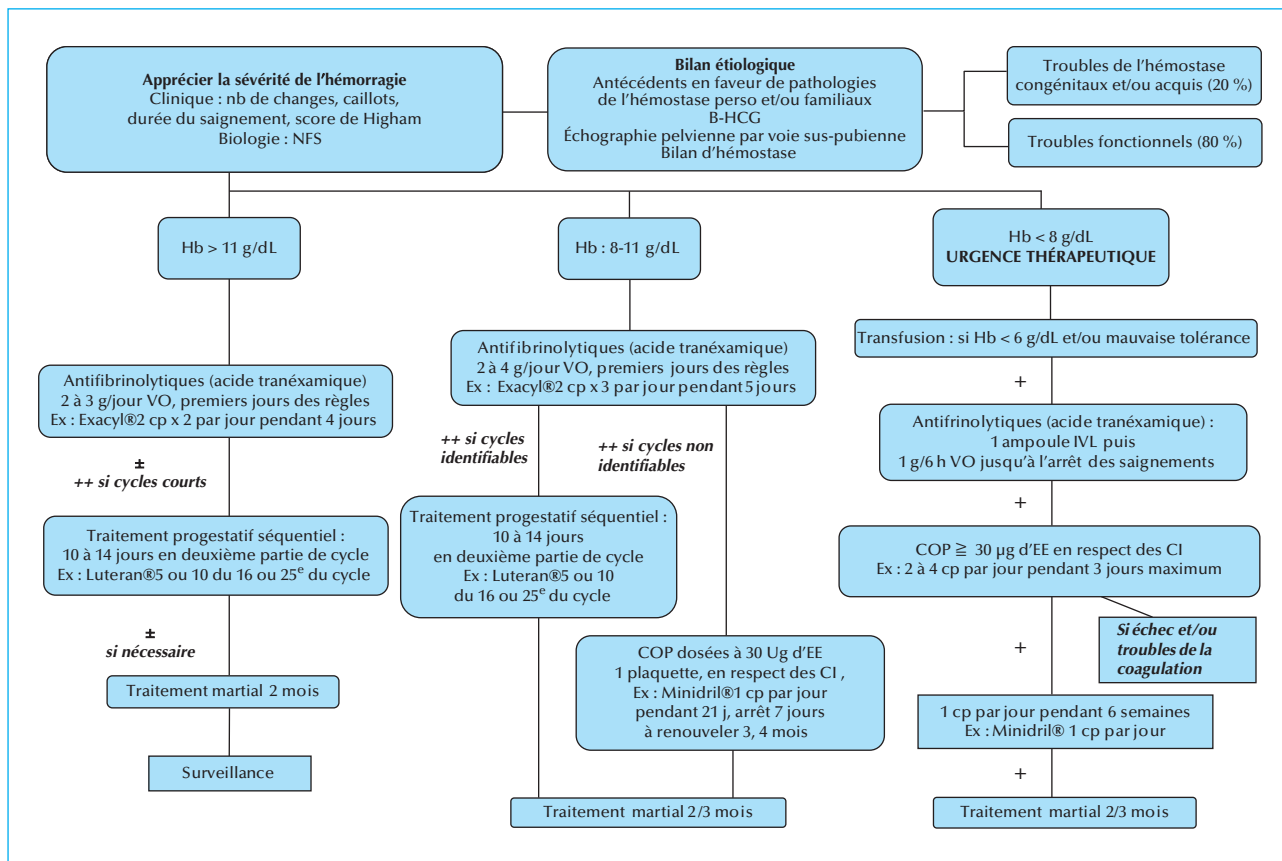 Apprécier la sévérité de l'hémorragie
Clinique : nb de changes, caillots,
durée du saignement, score de Higham
Biologie : NFS
Bilan étiologique
Antécédents en faveur de pathologies
de l'hémostase perso et/ou familiaux
B-HCG
Échographie pelvienne par voie sus-pubienne
Bilan d'hémostase
Troubles de l'hémostase
congénitaux et/ou acquis (20 %)
Troubles fonctionnels (80 %)
Hb > 11 g/dL
Hb : 8-11 g/dL
Hb < 8 g/dL
URGENCE THÉRAPEUTIQUE
Antifibrinolytiques (acide tranéxamique)
2 à 3 g/jour VO, premiers jours des règles
Ex : Exacyl®2 cp x 2 par jour pendant 4 jours
±
++ si cycles courts
Traitement progestatif séquentiel :
10 à 14 jours en deuxième partie de cycle
Ex : Luteran®5 ou 10 du 16 ou 25e du cycle
±
si nécessaire
Traitement martial 2 mois
Surveillance
Antifibrinolytiques (acide tranéxamique)
2 à 4 g/jour VO, premiers jours des règles
Ex : Exacyl®2 cp x 3 par jour pendant 5 jours
++ si cycles
identifiables
++ si cycles non
identifiables
Traitement progestatif séquentiel :
10 à 14 jours
en deuxième partie de cycle
Ex : Luteran®5 ou 10
du 16 ou 25e du cycle
COP dosées à 30 Ug d'EE
1 plaquette, en respect des CI ,
Ex : Minidril®1 cp par jour
pendant 21 j, arrêt 7 jours
à renouveler 3, 4 mois
Traitement martial 2/3 mois
Transfusion : si Hb < 6 g/dL et/ou mauvaise tolérance
+
Antifrinolytiques (acide tranéxamique) :
1 ampoule IVL puis
1 g/6 h VO jusqu'à l'arrêt des saignements
+
COP ≧ 30 µg d'EE en respect des CI
Ex : 2 à 4 cp par jour pendant 3 jours maximum
Si échec et/ou
troubles de la
coagulation
+
1 cp par jour pendant 6 semaines
Ex : Minidril® 1 cp par jour
+
Traitement martial 2/3 mois